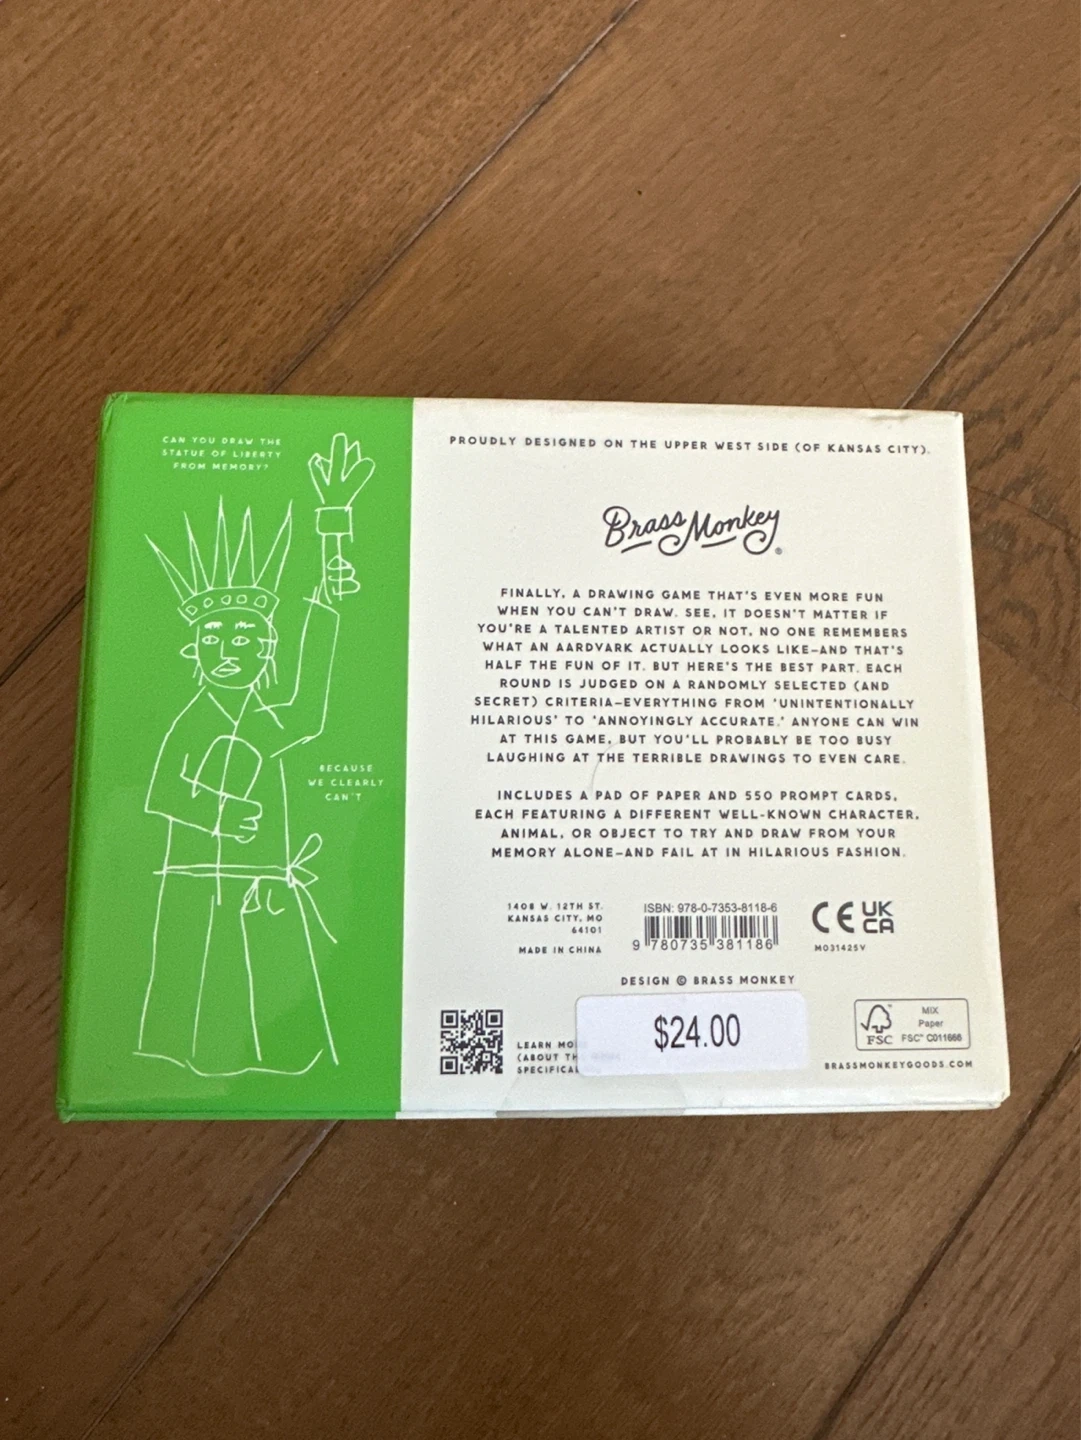 CAN YOU DRAW THE
STATUE OF LIBERTY
FROM MEMORY?
BECAUSE
WE CLEARLY
CAN'T
PROUDLY DESIGNED ON THE UPPER WEST SIDE (OF KANSAS CITY).
Brass Monkey®
FINALLY, A DRAWING GAME THAT'S EVEN MORE FUN
WHEN YOU CAN'T DRAW. SEE, IT DOESN'T MATTER IF
YOU'RE A TALENTED ARTIST OR NOT, NO ONE REMEMBERS
WHAT AN AARDVARK ACTUALLY LOOKS LIKE—AND THAT'S
HALF THE FUN OF IT. BUT HERE'S THE BEST PART. EACH
ROUND IS JUDGED ON A RANDOMLY SELECTED (AND
SECRET) CRITERIA—EVERYTHING FROM 'UNINTENTIONALLY
HILARIOUS' TO 'ANNOYINGLY ACCURATE.' ANYONE CAN WIN
AT THIS GAME, BUT YOU'LL PROBABLY BE TOO BUSY
LAUGHING AT THE TERRIBLE DRAWINGS TO EVEN CARE.
INCLUDES A PAD OF PAPER AND 550 PROMPT CARDS,
EACH FEATURING A DIFFERENT WELL-KNOWN CHARACTER,
ANIMAL, OR OBJECT TO TRY AND DRAW FROM YOUR
MEMORY ALONE—AND FAIL AT IN HILARIOUS FASHION.
1408 W. 12TH ST.
KANSAS CITY, MO
64101
MADE IN CHINA
ISBN: 978-0-7353-8118-6
9 780735 381186
CE UK
CA
M031425V
DESIGN © BRASS MONKEY
LEARN MO
(ABOUT TH
SPECIFICAL
$24.00
FSC™
MIX
Paper
FSC™ C011666
BRASSMONKEYGOODS.COM